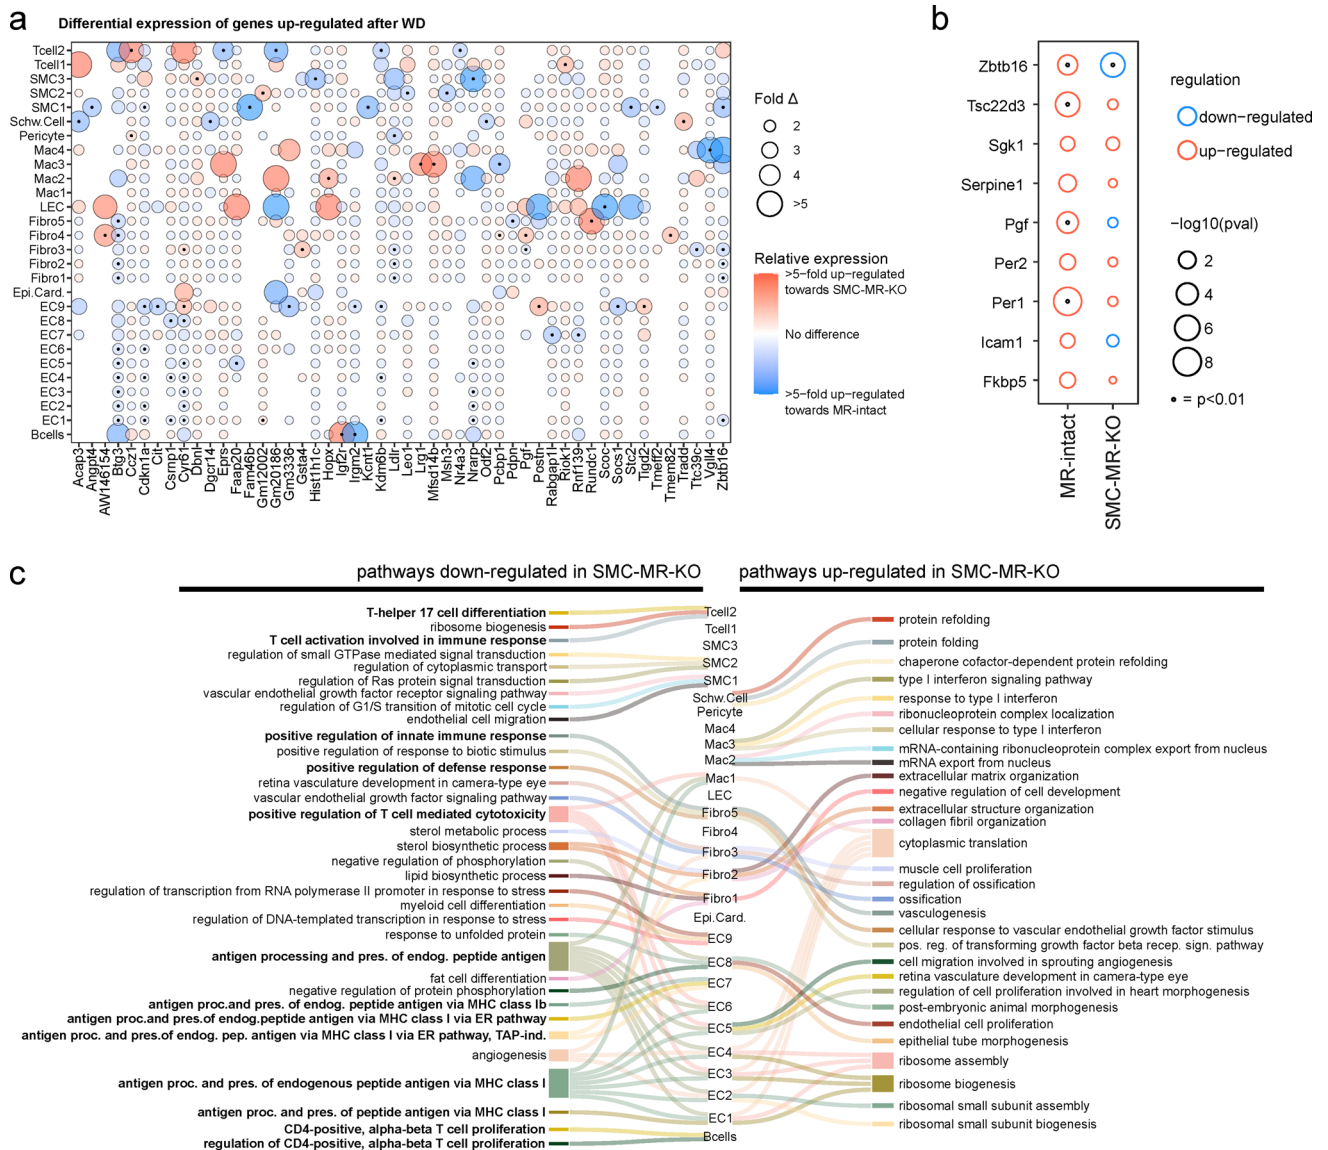 a
Differential expression of genes up-regulated after WD
Tcell2
Tcell1
SMC3
SMC2
SMC1
Schw.Cell
Pericyte
Mac4
Mac3
Mac2
Mac1
LEC
Fibro5
Fibro4
Fibro3
Fibro2
Fibro1
Epi.Card.
EC9
EC8
EC7
EC6
EC5
EC4
EC3
EC2
EC1
Bcells
Acap3
Angpt4
AW146154
Btg3
Ccz1
Cdkn1a
Cit
Csrnp1
Cyr61
Dbnl
Dgcr14
Eprs
Faap20
Fam46b
Gm12002
Gm20186
Gm3336
Gsta4
Hist1h1c
Hopx
Igf2r
Irgm2
Kcnt1
Kdm6b
Ldlr
Leo1
Lrg1
Mfsd14b
Msh3
Nr4a3
Nrarp
Odf2
Pcbp1
Pdpn
Pgf
Postn
Rabgap1l
Riok1
Rnf139
Rundc1
Scoc
Socs1
Stc2
Tigd2
Tmeff2
Tmem82
Tradd
Ttc39c
Vgll4
Zbtb16
Fold Δ
2
3
4
>5
Relative expression
>5-fold up-regulated
towards SMC-MR-KO
No difference
>5-fold up-regulated
towards MR-intact
b
Zbtb16
Tsc22d3
Sgk1
Serpine1
Pgf
Per2
Per1
Icam1
Fkbp5
MR-intact
SMC-MR-KO
regulation
down−regulated
up−regulated
−log10(pval)
2
4
6
8
= p<0.01
c
pathways down-regulated in SMC-MR-KO
pathways up-regulated in SMC-MR-KO
T-helper 17 cell differentiation
ribosome biogenesis
T cell activation involved in immune response
regulation of small GTPase mediated signal transduction
regulation of cytoplasmic transport
regulation of Ras protein signal transduction
vascular endothelial growth factor receptor signaling pathway
regulation of G1/S transition of mitotic cell cycle
endothelial cell migration
positive regulation of innate immune response
positive regulation of response to biotic stimulus
positive regulation of defense response
retina vasculature development in camera-type eye
vascular endothelial growth factor signaling pathway
positive regulation of T cell mediated cytotoxicity
sterol metabolic process
sterol biosynthetic process
negative regulation of phosphorylation
lipid biosynthetic process
regulation of transcription from RNA polymerase II promoter in response to stress
myeloid cell differentiation
regulation of DNA-templated transcription in response to stress
response to unfolded protein
antigen processing and pres. of endog. peptide antigen
fat cell differentiation
negative regulation of protein phosphorylation
antigen proc.and pres. of endog. peptide antigen via MHC class Ib
antigen proc.and pres.of endog.peptide antigen via MHC class I via ER pathway
antigen proc. and pres.of endog. pep. antigen via MHC class I via ER pathway, TAP-ind.
angiogenesis
antigen proc. and pres. of endogenous peptide antigen via MHC class I
antigen proc. and pres. of peptide antigen via MHC class I
CD4-positive, alpha-beta T cell proliferation
regulation of CD4-positive, alpha-beta T cell proliferation
Tcell2
Tcell1
SMC3
SMC2
SMC1
Schw.Cell
Pericyte
Mac4
Mac3
Mac2
Mac1
LEC
Fibro5
Fibro4
Fibro3
Fibro2
Fibro1
Epi.Card.
EC9
EC8
EC7
EC6
EC5
EC4
EC3
EC2
EC1
Bcells
protein refolding
protein folding
chaperone cofactor-dependent protein refolding
type I interferon signaling pathway
response to type I interferon
ribonucleoprotein complex localization
cellular response to type I interferon
mRNA-containing ribonucleoprotein complex export from nucleus
mRNA export from nucleus
extracellular matrix organization
negative regulation of cell development
extracellular structure organization
collagen fibril organization
cytoplasmic translation
muscle cell proliferation
regulation of ossification
ossification
vasculogenesis
cellular response to vascular endothelial growth factor stimulus
pos. reg. of transforming growth factor beta recep. sign. pathway
cell migration involved in sprouting angiogenesis
retina vasculature development in camera-type eye
regulation of cell proliferation involved in heart morphogenesis
post-embryonic animal morphogenesis
endothelial cell proliferation
epithelial tube morphogenesis
ribosome assembly
ribosome biogenesis
ribosomal small subunit assembly
ribosomal small subunit biogenesis